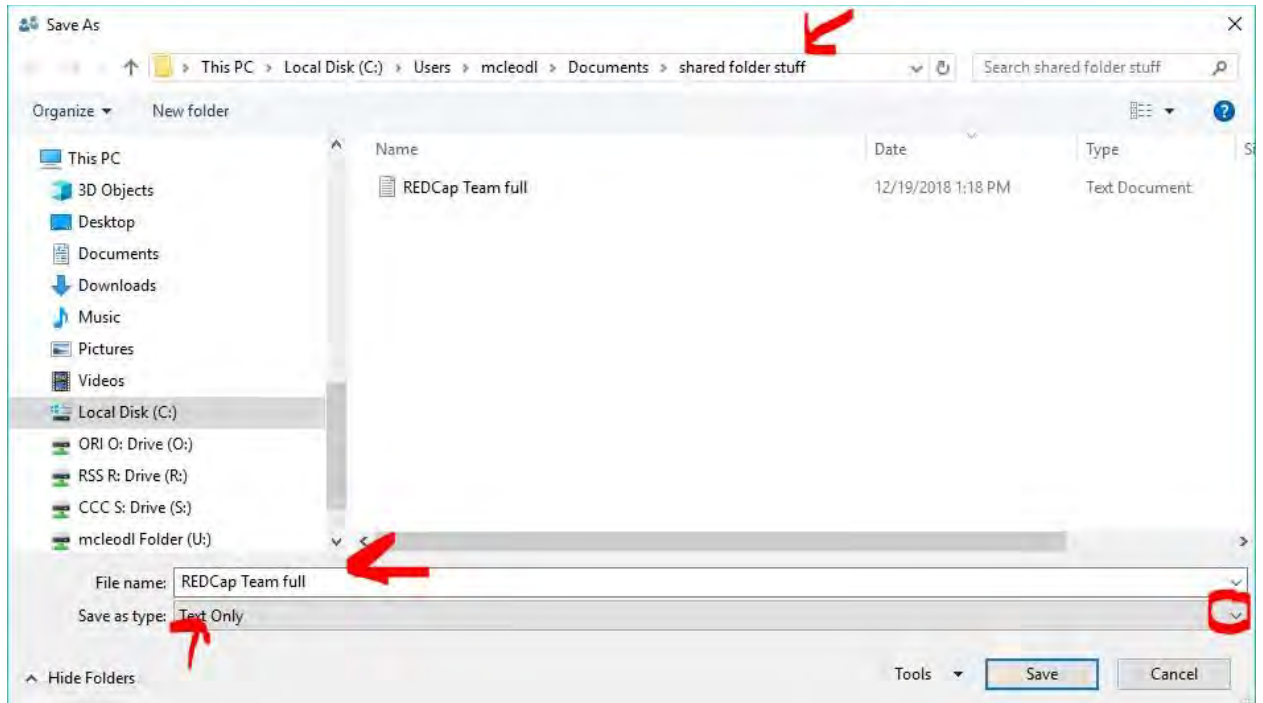 Save As
> This PC > Local Disk (C:) > Users > mcleodl > Documents > shared folder stuff
Search shared folder stuff
Organize
New folder
Name Date Type Si
REDCap Team full 12/19/2018 1:18 PM Text Document
This PC
3D Objects
Desktop
Documents
Downloads
Music
Pictures
Videos
Local Disk (C:)
ORI O: Drive (O:)
RSS R: Drive (R:)
CCC S: Drive (S:)
mcleodl Folder (U:)
File name: REDCap Team full
Save as type: Text Only
Hide Folders
Tools Save Cancel